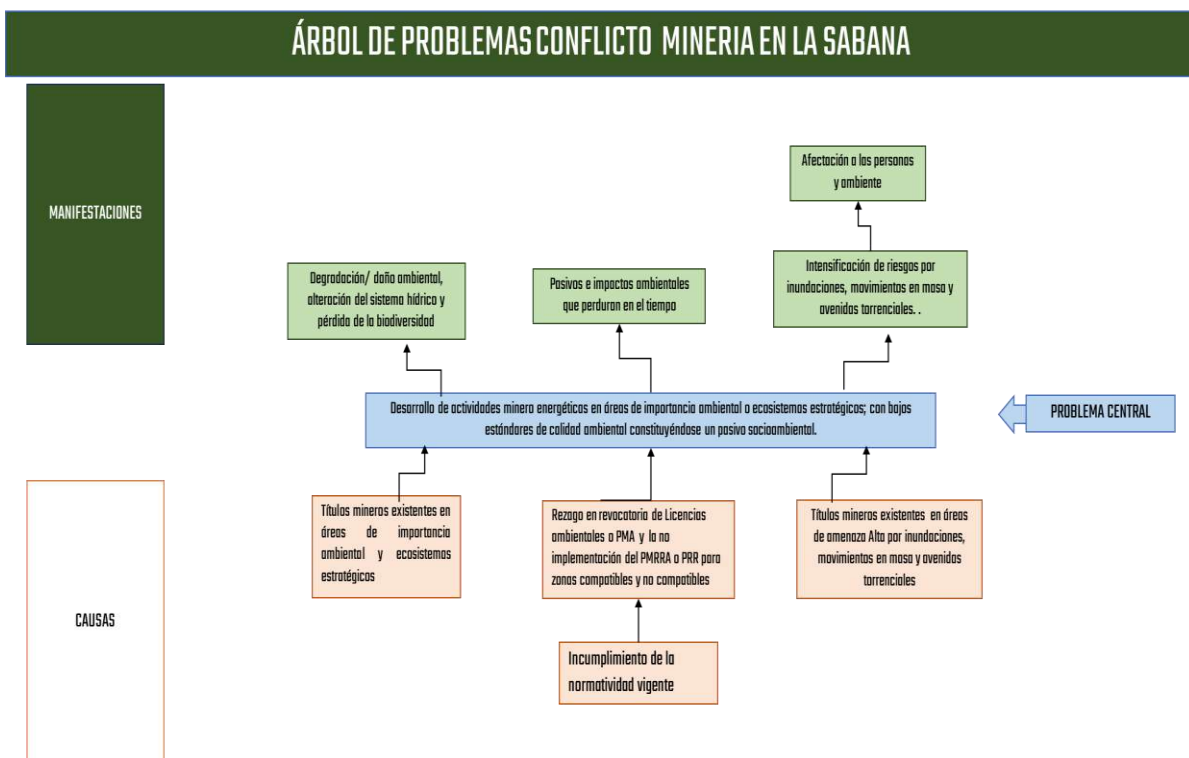 ÁRBOL DE PROBLEMAS CONFLICTO MINERIA EN LA SABANA
MANIFESTACIONES
Afectación a las personas
y ambiente
Degradación/ daño ambiental,
alteración del sistema hídrico y
pérdida de la biodiversidad
Pasivos e impactos ambientales
que perduran en el tiempo
Intensificación de riesgos por
inundaciones, movimientos en masa y
avenidas torrenciales. .
Desarrollo de actividades minera energéticos en áreas de importancia ambiental o ecosistemas estratégicos; con bajos
estándares de calidad ambiental constituyéndose un pasivo socioambiental.
PROBLEMA CENTRAL
CAUSAS
Títulos mineros existentes en
áreas de importancia
ambiental y ecosistemas
estratégicos
Rezago en revocatoria de Licencias
ambientales o PMA y la no
implementación del PMRRA o PRR para
zonas compatibles y no compatibles
Títulos mineros existentes en áreas
de amenaza Alta por inundaciones,
movimientos en masa y avenidas
torrenciales
Incumplimiento de la
normatividad vigente